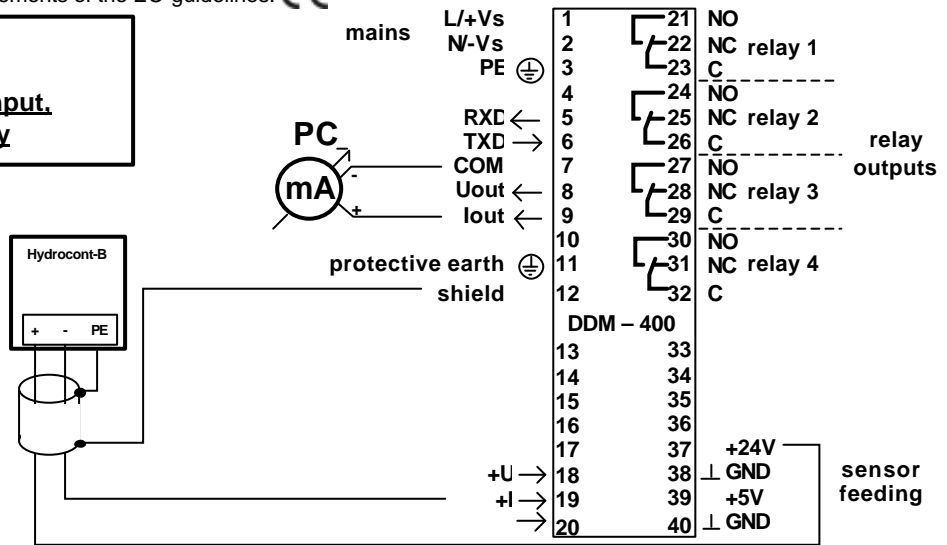 ements of the EU-guidelines. CE
put,
y
mains
L/+Vs 1 21 NO
N/-Vs 2 22 NC relay 1
PE 3 23 C
4 24 NO
RXD 5 25 NC relay 2
PC TXD 6 26 C
relay outputs
COM 7 27 NO
mA - Uout 8 28 NC relay 3
+ Iout 9 29 C
10 30 NO
protective earth 11 31 NC relay 4
shield 12 32 C
Hydrocont-B
+ - PE
DDM – 400
13 33
14 34
15 35
16 36
17 37 +24V
+U 18 38 ⊥ GND
+I 19 39 +5V
20 40 ⊥ GND
sensor feeding